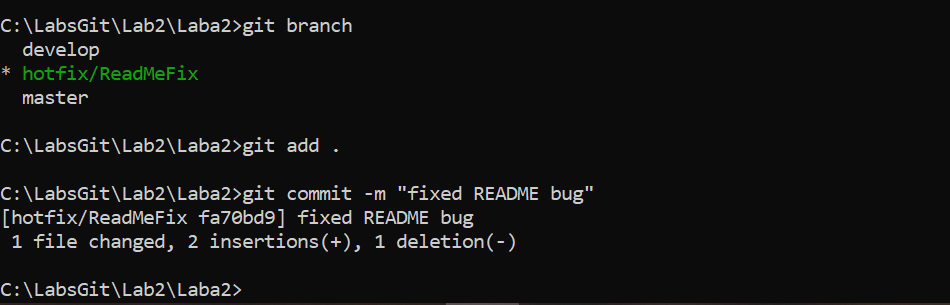 C:\LabsGit\Lab2\Laba2>git branch
  develop
* hotfix/ReadMeFix
  master
C:\LabsGit\Lab2\Laba2>git add .
C:\LabsGit\Lab2\Laba2>git commit -m "fixed README bug"
[hotfix/ReadMeFix fa70bd9] fixed README bug
 1 file changed, 2 insertions(+), 1 deletion(-)
C:\LabsGit\Lab2\Laba2>